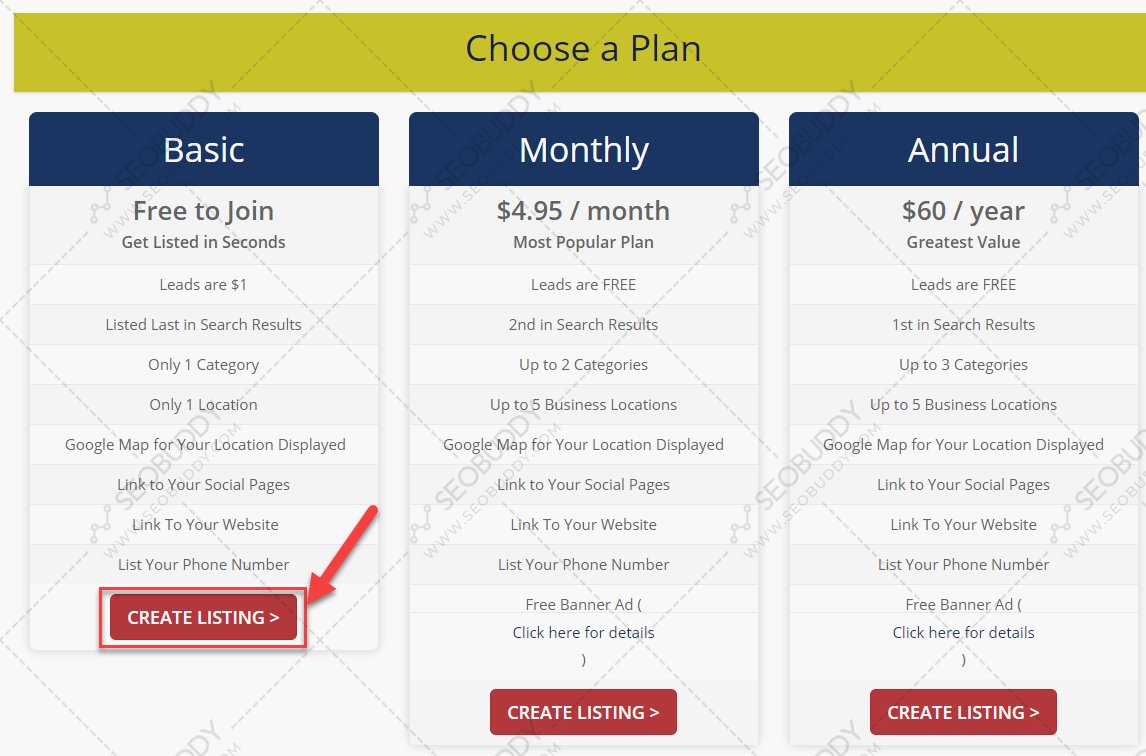 Choose a Plan
Basic
Free to Join
Get Listed in Seconds
Leads are $1
Listed Last in Search Results
Only 1 Category
Only 1 Location
Google Map for Your Location Displayed
Link to Your Social Pages
Link To Your Website
List Your Phone Number
CREATE LISTING >
Monthly
$4.95 / month
Most Popular Plan
Leads are FREE
2nd in Search Results
Up to 2 Categories
Up to 5 Business Locations
Google Map for Your Location Displayed
Link to Your Social Pages
Link To Your Website
List Your Phone Number
Free Banner Ad (
Click here for details
)
CREATE LISTING >
Annual
$60 / year
Greatest Value
Leads are FREE
1st in Search Results
Up to 3 Categories
Up to 5 Business Locations
Google Map for Your Location Displayed
Link to Your Social Pages
Link To Your Website
List Your Phone Number
Free Banner Ad (
Click here for details
)
CREATE LISTING >
SEOBUDDY
WWW.SEOBUDDY.COM